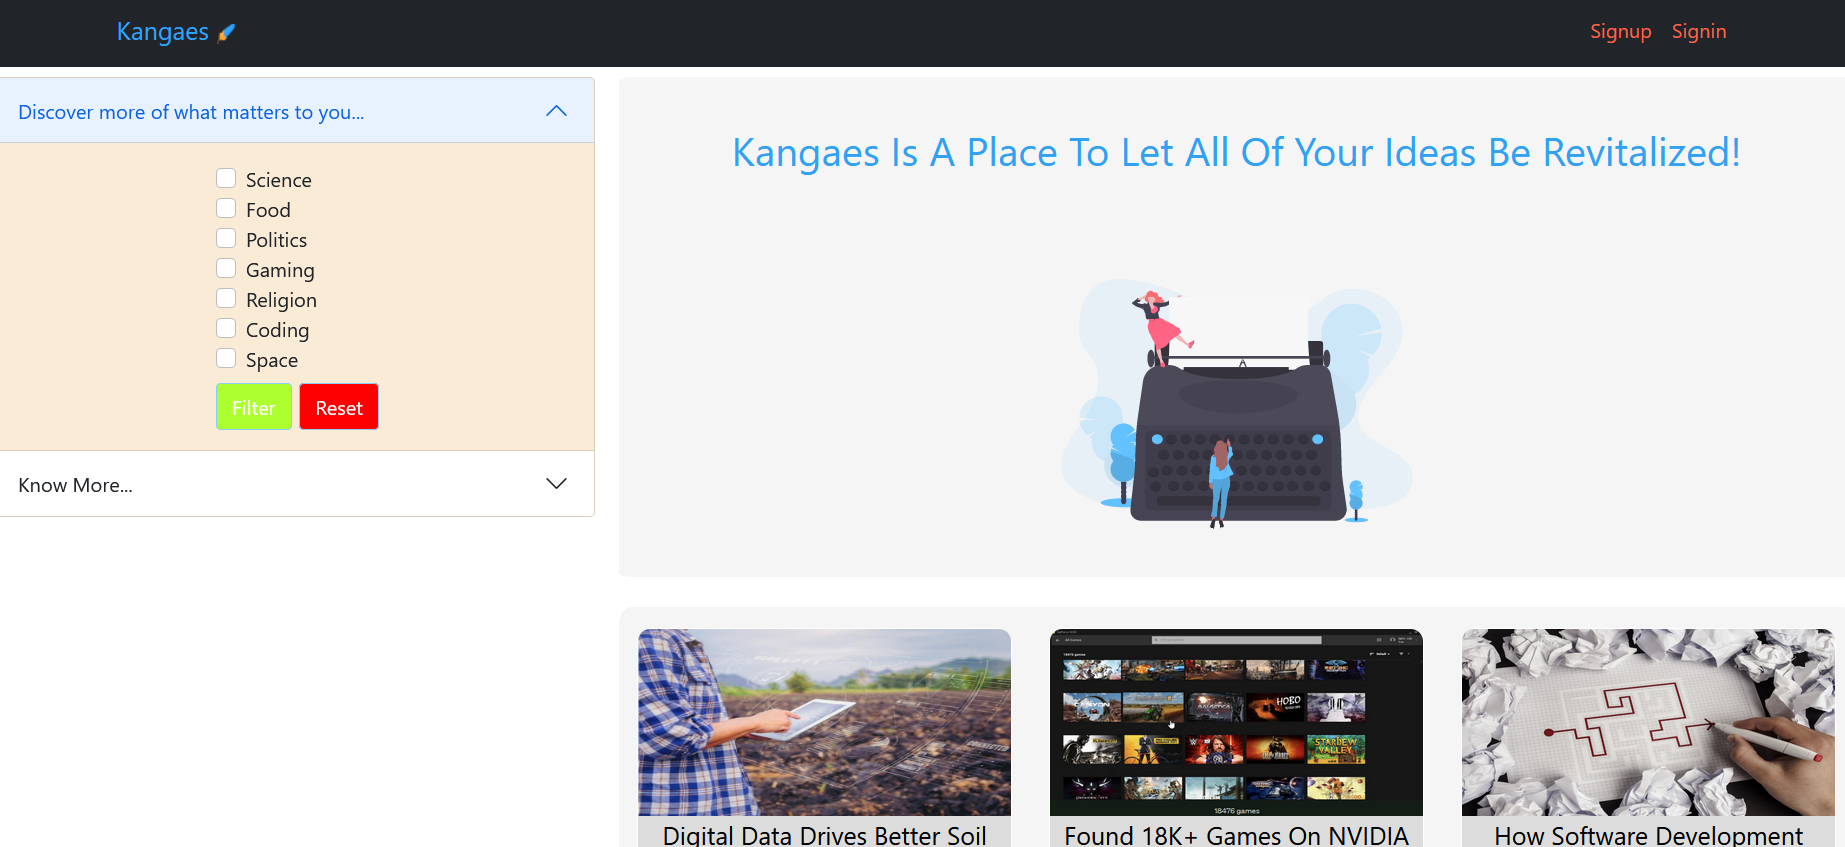 Kangaes
Signup Signin
Discover more of what matters to you...
Science
Food
Politics
Gaming
Religion
Coding
Space
Filter Reset
Know More...
Kangaes Is A Place To Let All Of Your Ideas Be Revitalized!
HOBO
STARDEW VALLEY
18476 games
Digital Data Drives Better Soil
Found 18K+ Games On NVIDIA
How Software Development